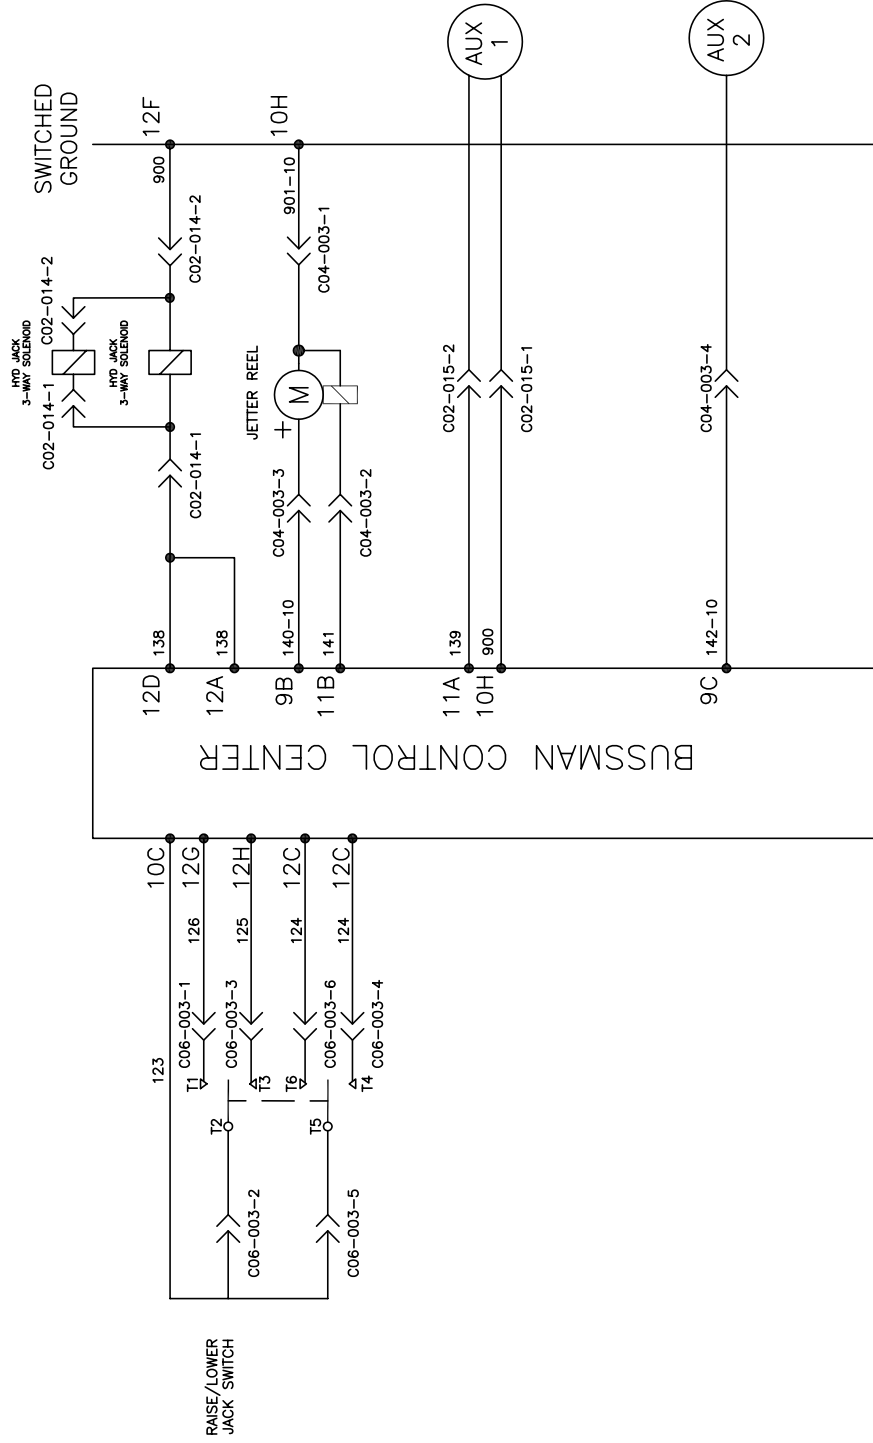 SWITCHED
GROUND
12F
10H
900
901-10
C02-014-2
C04-003-1
HYD JACK
3-WAY SOLENOID
C02-014-2
C02-014-1
HYD JACK
3-WAY SOLENOID
C02-014-1
JETTER REEL
M
+
C04-003-3
C04-003-2
AUX
1
AUX
2
C02-015-2
C02-015-1
C04-003-4
138
138
140-10
141
139
900
142-10
12D
12A
9B
11B
11A
10H
9C
BUSSMAN CONTROL CENTER
10C
12G
12H
12C
12C
123
126
125
124
124
C06-003-1
C06-003-3
C06-003-6
C06-003-4
T1
T3
T6
T4
T2
T5
C06-003-2
C06-003-5
RAISE/LOWER
JACK SWITCH